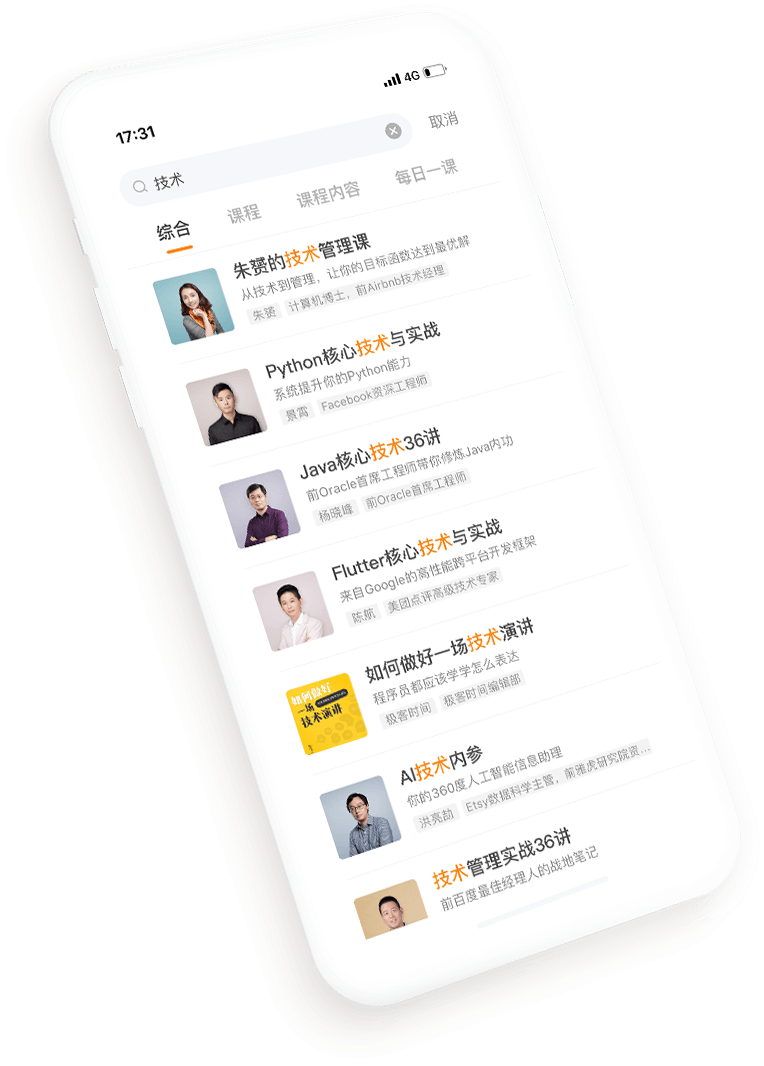 17:31
4G
技术
取消
综合
课程
课程内容
每日一课
朱赟的技术管理课
从技术到管理，让你的目标函数达到最优解
朱赟
计算机博士，前Airbnb技术经理
Python核心技术与实战
系统提升你的Python能力
景霄
Facebook资深工程师
Java核心技术36讲
前Oracle首席工程师带你修炼Java内功
杨晓峰
前Oracle首席工程师
Flutter核心技术与实战
来自Google的高性能跨平台开发框架
陈航
美团点评高级技术专家
如何做好
一场
技术演讲
如何做好一场技术演讲
程序员都应该学学怎么表达
极客时间
极客时间编辑部
AI技术内参
你的360度人工智能信息助理
洪亮劼
Etsy数据科学主管，前雅虎研究院资...
技术管理实战36讲
前百度最佳经理人的战地笔记